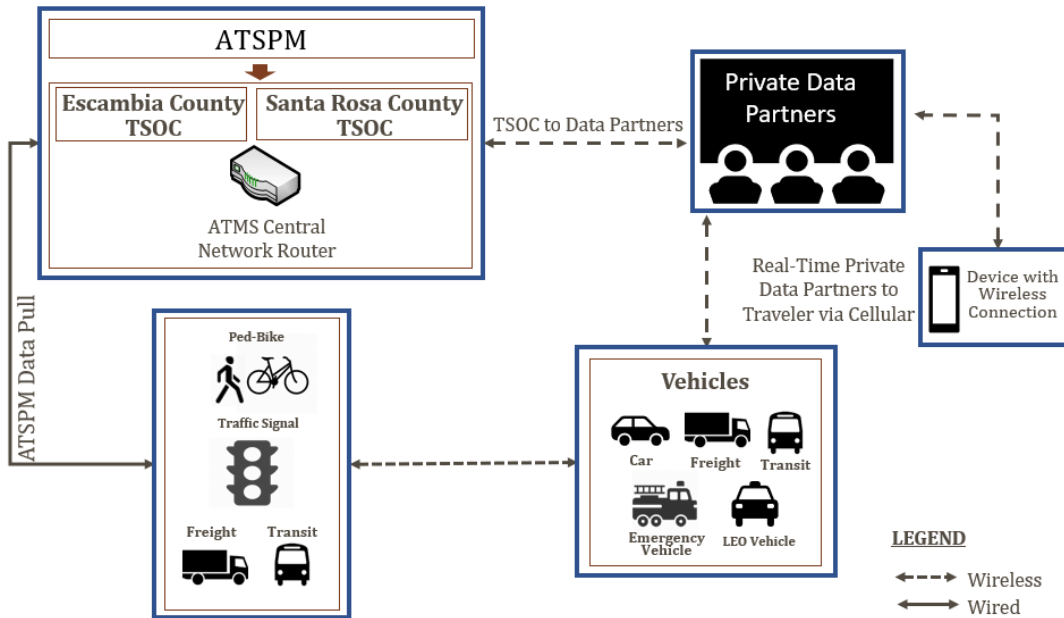 ATSPM
Escambia County
TSOC
Santa Rosa County
TSOC
ATMS Central
Network Router
TSOC to Data Partners
Private Data
Partners
Real-Time Private
Data Partners to
Traveler via Cellular
Device with
Wireless
Connection
ATSPM Data Pull
Ped-Bike
Traffic Signal
Freight
Transit
Vehicles
Car
Freight
Transit
Emergency
Vehicle
LEO Vehicle
LEGEND
Wireless
Wired